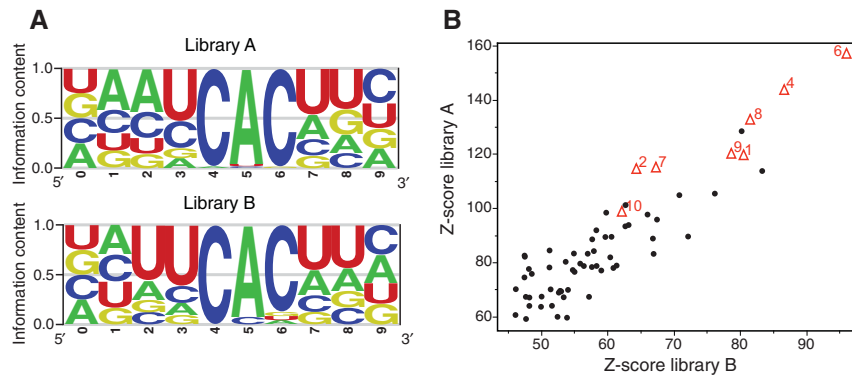 A
Library A
Information content
1.0
0.5
0.0
U G C A
A C U G
A C U G
U C G A
C
A
C
U A C G
U G A C
C U G A
0 1 2 3 4 5 6 7 8 9
5′ 3′
Library B
Information content
1.0
0.5
0.0
U G C A
A C U G
U A G C
U C A G
C
A C
C G U A
U A C G
U A G C
C A U G
0 1 2 3 4 5 6 7 8 9
5′ 3′
B
Z-score library A
160
140
120
100
80
60
6
4
8
9 1
2 7
10
50 60 70 80 90
Z-score library B